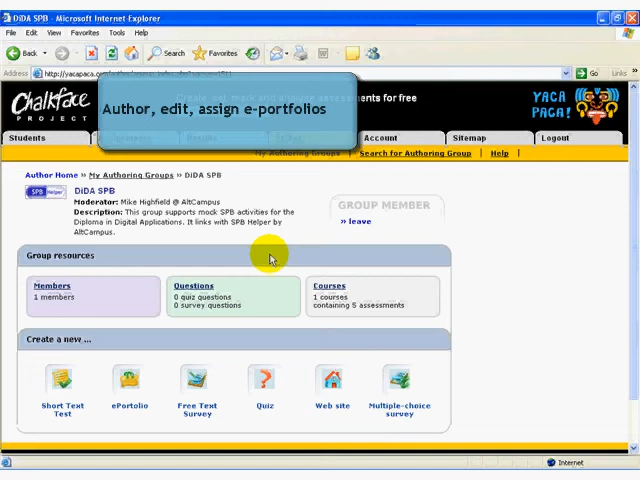 DiDA SPB - Microsoft Internet Explorer
File Edit View Favorites Tools Help
Back Search Favorites
Address Go Links
Chalkface
PROJECT
for free
YACA
PACA!
Author, edit, assign e-portfolios
Students Account Sitemap Logout
My Authoring Groups | Search for Authoring Group | Help |
Author Home » My Authoring Groups » DiDA SPB
SPB Helper
DiDA SPB
Moderator: Mike Highfield @ AltCampus
Description: This group supports mock SPB activities for the
Diploma in Digital Applications. It links with SPB Helper by
AltCampus.
GROUP MEMBER
» leave
Group resources
Members
1 members
Questions
0 quiz questions
0 survey questions
Courses
1 courses
containing 5 assessments
Create a new ...
Short Text
Test
ePortolio
Free Text
Survey
Quiz
Web site
Multiple-choice
survey
Internet